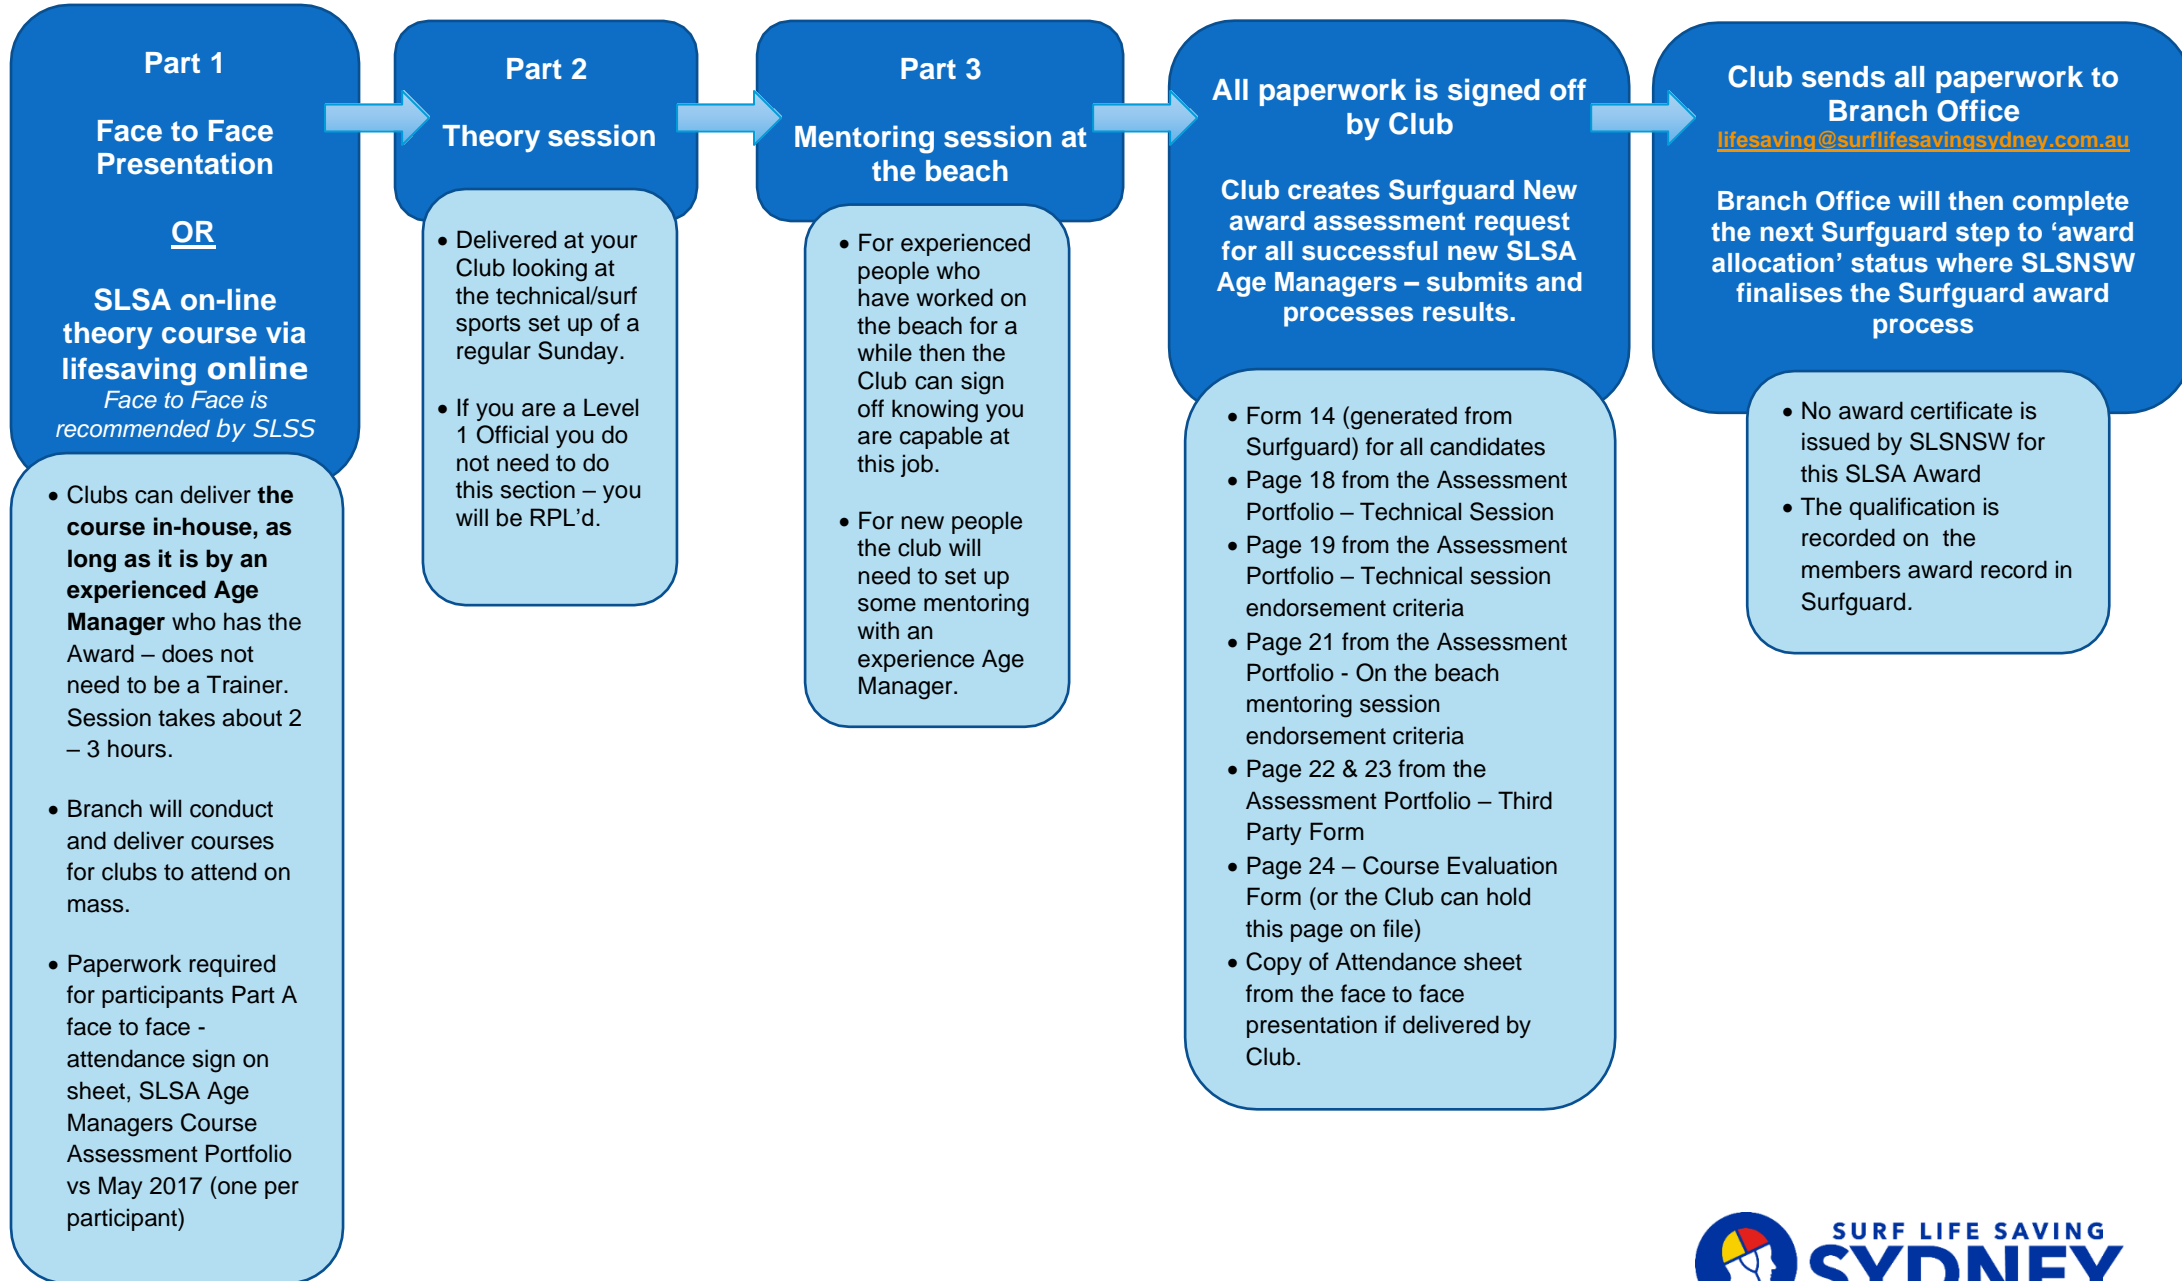 Part 1
Face to Face
Presentation
OR
SLSA on-line
theory course via
lifesaving online
Face to Face is
recommended by SLSS
• Clubs can deliver the
course in-house, as
long as it is by an
experienced Age
Manager who has the
Award – does not
need to be a Trainer.
Session takes about 2
– 3 hours.
• Branch will conduct
and deliver courses
for clubs to attend on
mass.
• Paperwork required
for participants Part A
face to face -
attendance sign on
sheet, SLSA Age
Managers Course
Assessment Portfolio
vs May 2017 (one per
participant)
Part 2
Theory session
• Delivered at your
Club looking at
the technical/surf
sports set up of a
regular Sunday.
• If you are a Level
1 Official you do
not need to do
this section – you
will be RPL’d.
Part 3
Mentoring session at
the beach
• For experienced
people who
have worked on
the beach for a
while then the
Club can sign
off knowing you
are capable at
this job.
• For new people
the club will
need to set up
some mentoring
with an
experience Age
Manager.
All paperwork is signed off
by Club
Club creates Surfguard New
award assessment request
for all successful new SLSA
Age Managers – submits and
processes results.
• Form 14 (generated from
Surfguard) for all candidates
• Page 18 from the Assessment
Portfolio – Technical Session
• Page 19 from the Assessment
Portfolio – Technical session
endorsement criteria
• Page 21 from the Assessment
Portfolio - On the beach
mentoring session
endorsement criteria
• Page 22 & 23 from the
Assessment Portfolio – Third
Party Form
• Page 24 – Course Evaluation
Form (or the Club can hold
this page on file)
• Copy of Attendance sheet
from the face to face
presentation if delivered by
Club.
Club sends all paperwork to
Branch Office
lifesaving@surflifesavingsydney.com.au
Branch Office will then complete
the next Surfguard step to ‘award
allocation’ status where SLSNSW
finalises the Surfguard award
process
• No award certificate is
issued by SLSNSW for
this SLSA Award
• The qualification is
recorded on the
members award record in
Surfguard.
SURF LIFE SAVING
SYDNEY